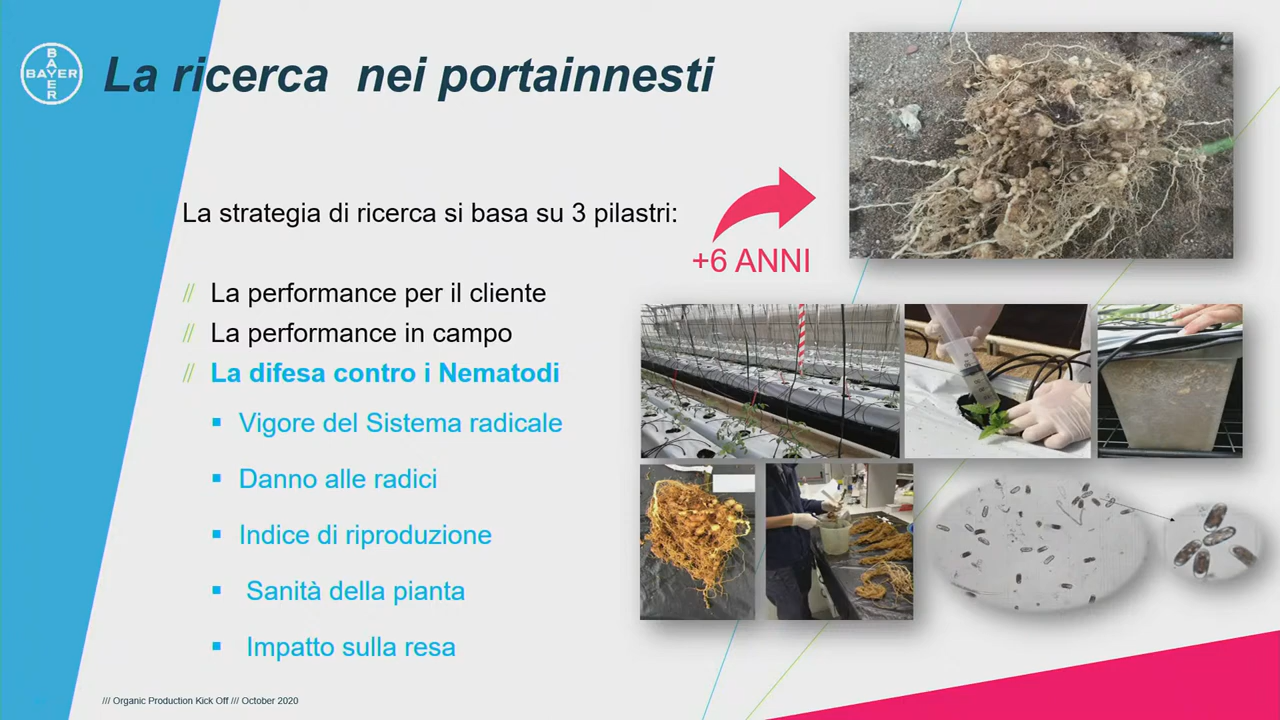 BAYER
BAYER
La ricerca nei portainnesti
La strategia di ricerca si basa su 3 pilastri:
+6 ANNI
// La performance per il cliente
// La performance in campo
// La difesa contro i Nematodi
▪ Vigore del Sistema radicale
▪ Danno alle radici
▪ Indice di riproduzione
▪ Sanità della pianta
▪ Impatto sulla resa
/// Organic Production Kick Off /// October 2020